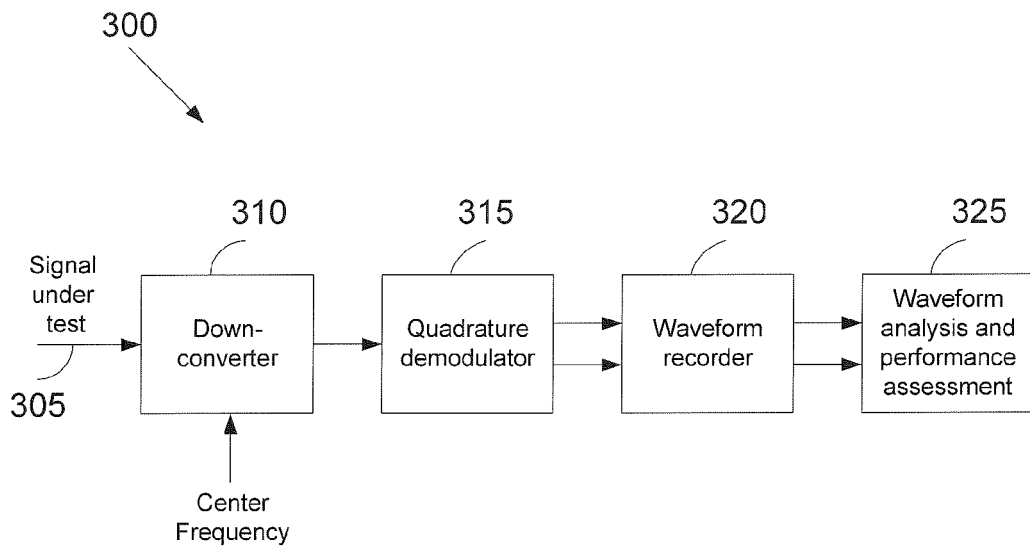 300
310
315
320
325
Signal
under
test
Down-
converter
Quadrature
demodulator
Waveform
recorder
Waveform
analysis and
performance
assessment
305
Center
Frequency